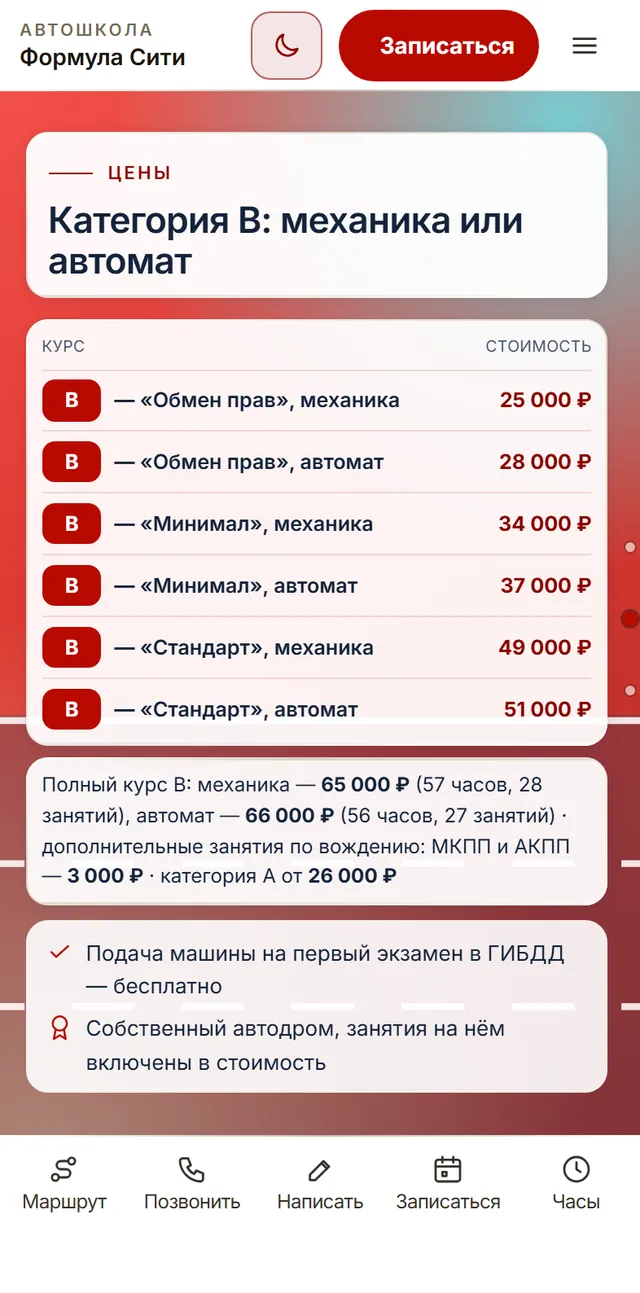 АВТОШКОЛА
Формула Сити
Записаться
ЦЕНЫ
Категория B: механика или
автомат
КУРС СТОИМОСТЬ
B — «Обмен прав», механика 25 000 ₽
B — «Обмен прав», автомат 28 000 ₽
B — «Минимал», механика 34 000 ₽
B — «Минимал», автомат 37 000 ₽
B — «Стандарт», механика 49 000 ₽
B — «Стандарт», автомат 51 000 ₽
Полный курс B: механика — 65 000 ₽ (57 часов, 28
занятий), автомат — 66 000 ₽ (56 часов, 27 занятий) ·
дополнительные занятия по вождению: МКПП и АКПП
— 3 000 ₽ · категория A от 26 000 ₽
Подача машины на первый экзамен в ГИБДД
— бесплатно
Собственный автодром, занятия на нём
включены в стоимость
Маршрут Позвонить Написать Записаться Часы